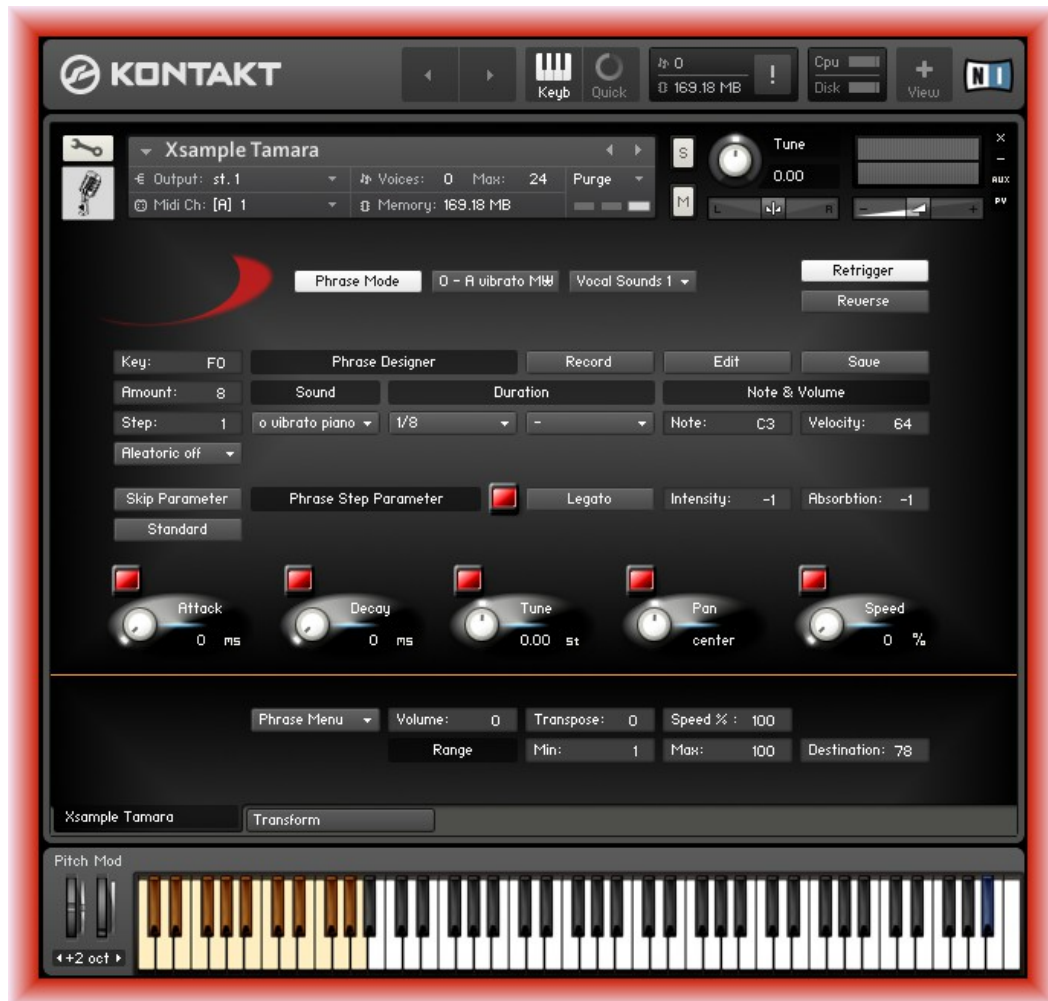 KONTAKT
Keyb
Quick
0
169.18 MB
!
Cpu
Disk
View
NI
Xsample Tamara
Output: st.1
Voices: 0 Max: 24
Purge
Midi Ch: [A] 1
Memory: 169.18 MB
S
M
Tune
0.00
L
R
-
+
×
-
AUX
PV
Phrase Mode
0 - A vibrato MW
Vocal Sounds 1
Retrigger
Reverse
Key: F0
Phrase Designer
Record
Edit
Save
Amount: 8
Sound
Duration
Note & Volume
Step: 1
o vibrato piano
1/8
-
Note: C3
Velocity: 64
Aleatoric off
Skip Parameter
Phrase Step Parameter
Legato
Intensity: -1
Absorbtion: -1
Standard
Attack
0 ms
Decay
0 ms
Tune
0.00 st
Pan
center
Speed
0 %
Phrase Menu
Volume: 0
Transpose: 0
Speed % : 100
Range
Min: 1
Max: 100
Destination: 78
Xsample Tamara
Transform
Pitch Mod
+2 oct